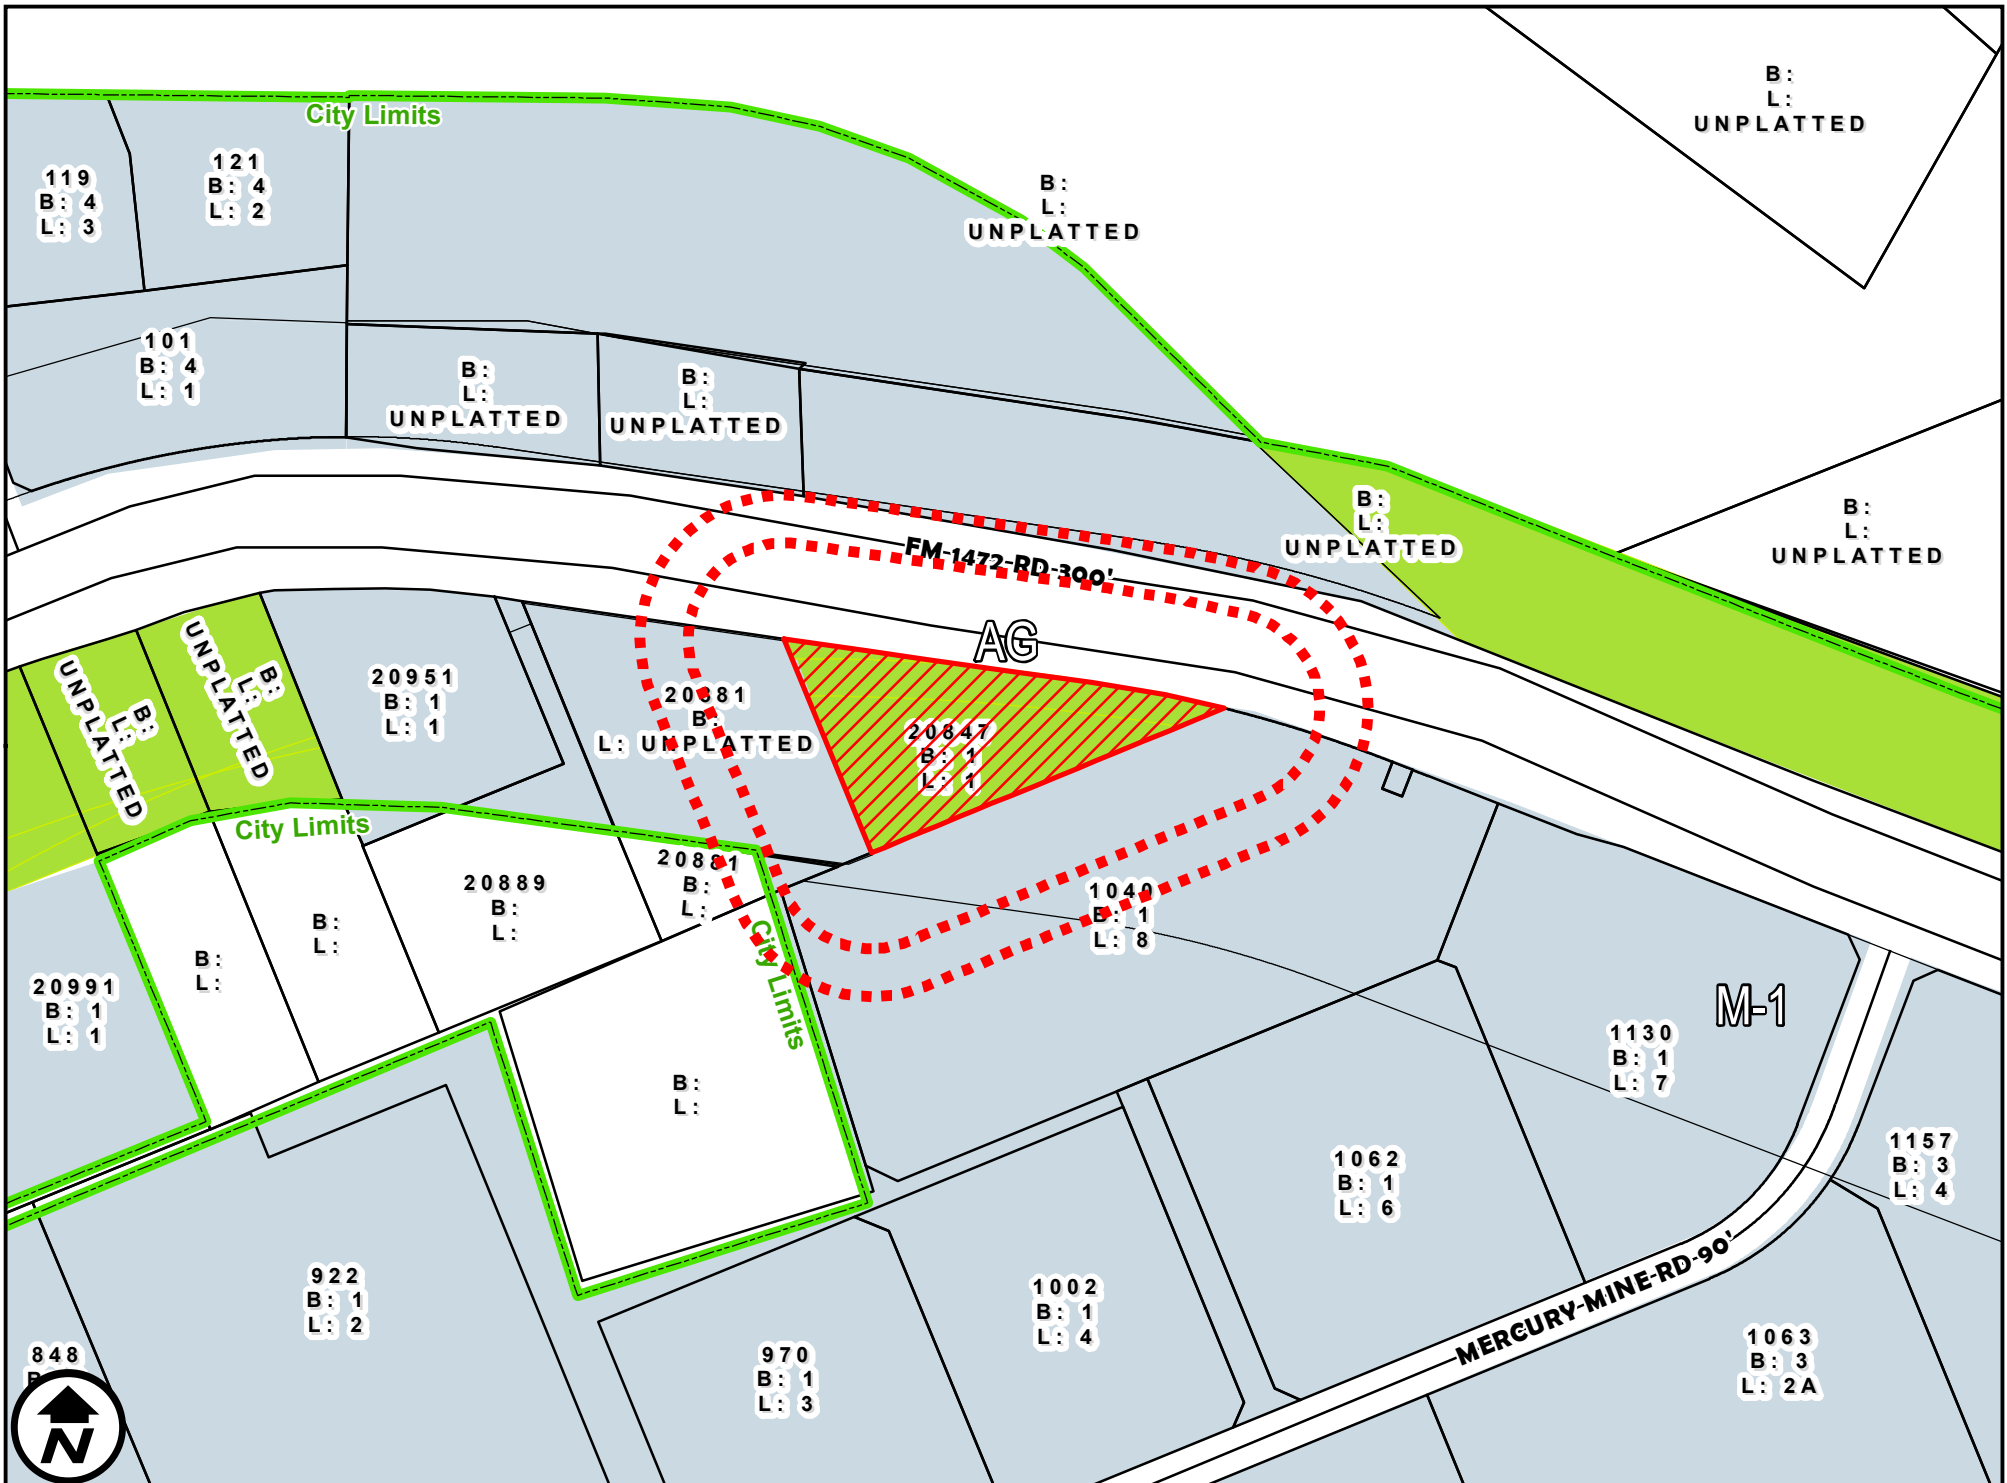 B:
L:
UNPLATTED
City Limits
119
B: 4
L: 3
121
B: 4
L: 2
B:
L:
UNPLATTED
101
B: 4
L: 1
B:
L:
UNPLATTED
B:
L:
UNPLATTED
B:
L:
UNPLATTED
B:
L:
UNPLATTED
FM-1472-RD-300'
AG
B:
L:
UNPLATTED
B:
L:
UNPLATTED
20951
B: 1
L: 1
20881
B:
L: UNPLATTED
20847
B: 1
L: 1
City Limits
20881
B:
L:
20889
B:
L:
B:
L:
B:
L:
City Limits
1040
B: 1
L: 8
20991
B: 1
L: 1
M-1
1130
B: 1
L: 7
B:
L:
1062
B: 1
L: 6
1157
B: 3
L: 4
922
B: 1
L: 2
1002
B: 1
L: 4
MERCURY-MINE-RD-90'
970
B: 1
L: 3
1063
B: 3
L: 2A
848
N